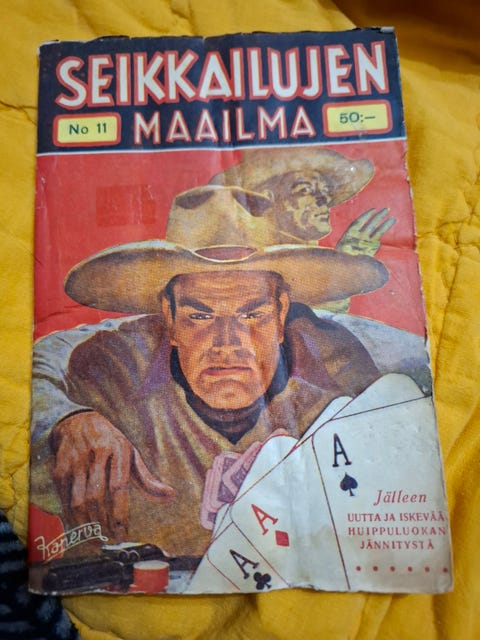 SEIKKAILUJEN
MAAILMA
No 11
50:-
A
A
A
Jälleen
UUTTA JA ISKEVÄÄ
HUIPPULUOKAN
JÄNNITYSTÄ
Konerva